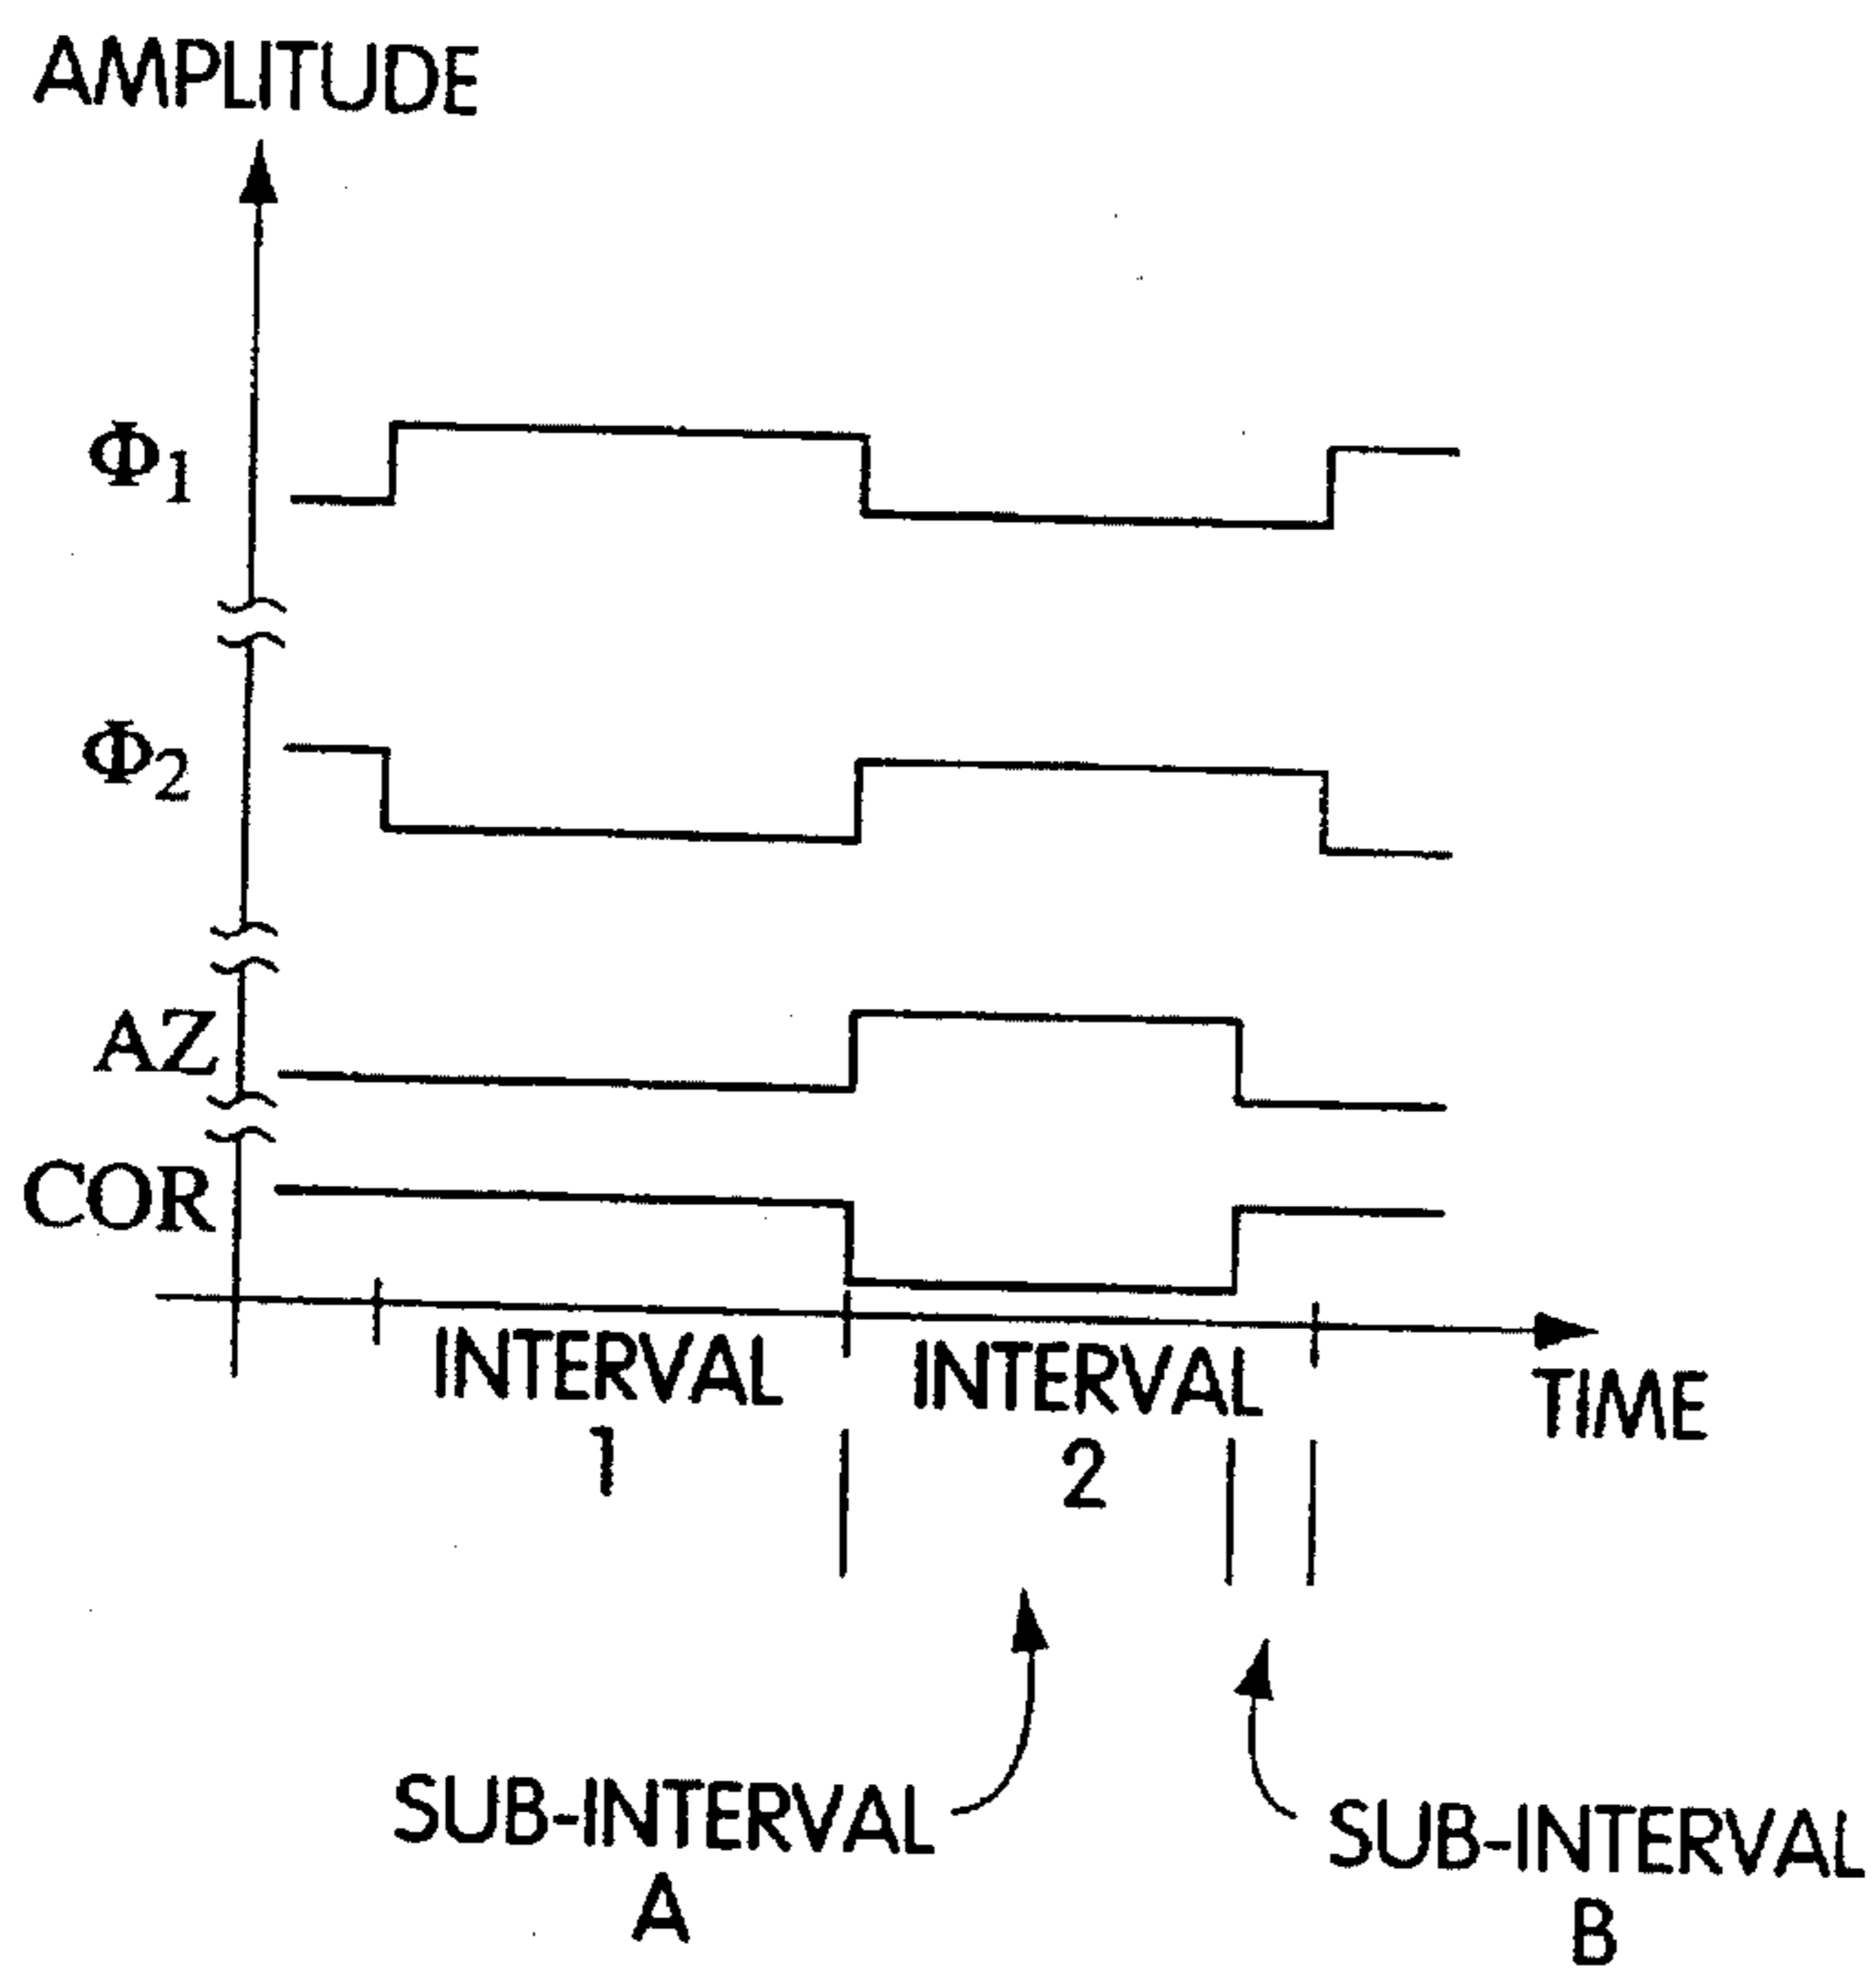 AMPLITUDE
Φ1
Φ2
AZ
COR
INTERVAL
1
INTERVAL
2
TIME
SUB-INTERVAL
A
SUB-INTERVAL
B